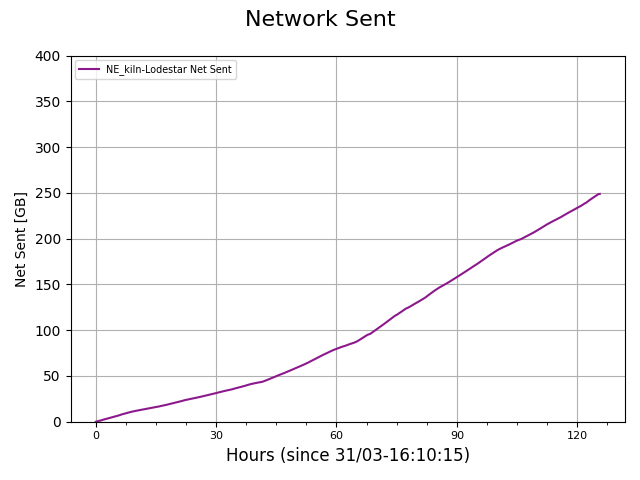 Network Sent
NE_kiln-Lodestar Net Sent
400
350
300
250
200
150
100
50
0
Net Sent [GB]
0 30 60 90 120
Hours (since 31/03-16:10:15)